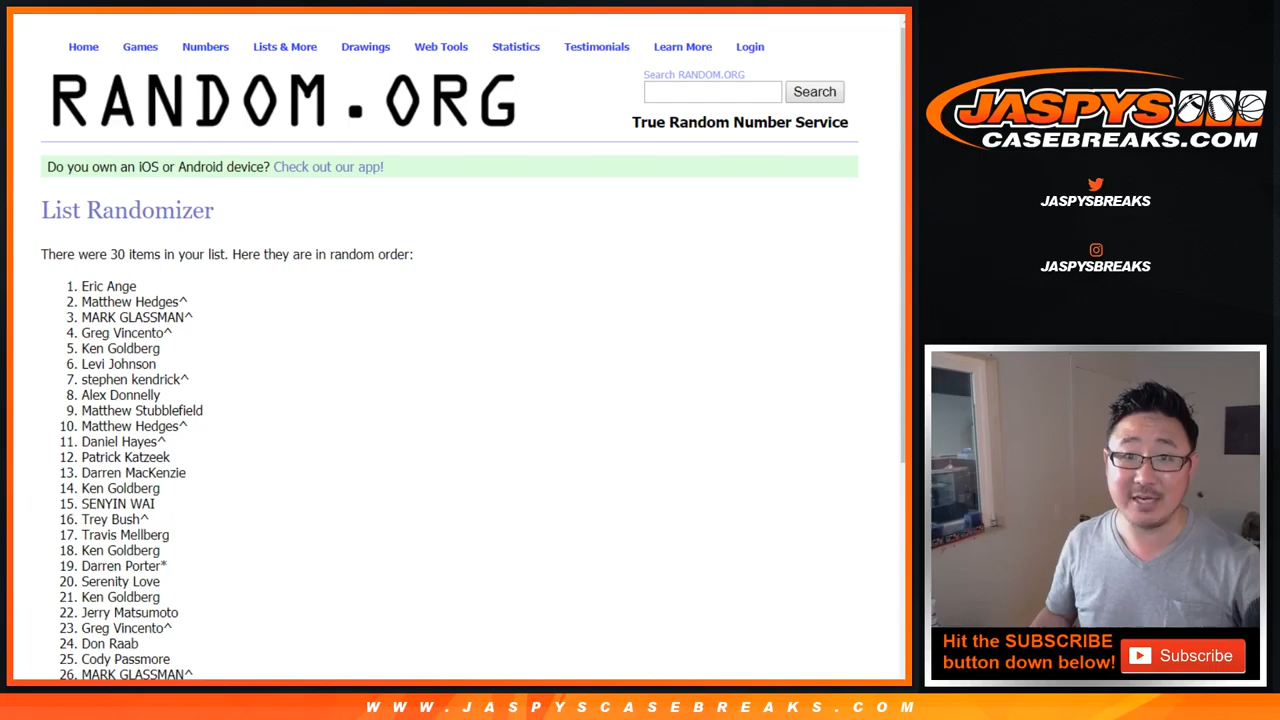 Home Games Numbers Lists & More Drawings Web Tools Statistics Testimonials Learn More Login
RANDOM.ORG
Search RANDOM.ORG
Search
True Random Number Service
Do you own an iOS or Android device? Check out our app!
List Randomizer
There were 30 items in your list. Here they are in random order:
1. Eric Ange
2. Matthew Hedges^
3. MARK GLASSMAN^
4. Greg Vincento^
5. Ken Goldberg
6. Levi Johnson
7. stephen kendrick^
8. Alex Donnelly
9. Matthew Stubblefield
10. Matthew Hedges^
11. Daniel Hayes^
12. Patrick Katzeek
13. Darren MacKenzie
14. Ken Goldberg
15. SENYIN WAI
16. Trey Bush^
17. Travis Mellberg
18. Ken Goldberg
19. Darren Porter*
20. Serenity Love
21. Ken Goldberg
22. Jerry Matsumoto
23. Greg Vincento^
24. Don Raab
25. Cody Passmore
26. MARK GLASSMAN^
JASPYS
CASEBREAKS.COM
JASPYSBREAKS
JASPYSBREAKS
Hit the SUBSCRIBE
button down below!
Subscribe
WWW.JASPYSCASEBREAKS.COM